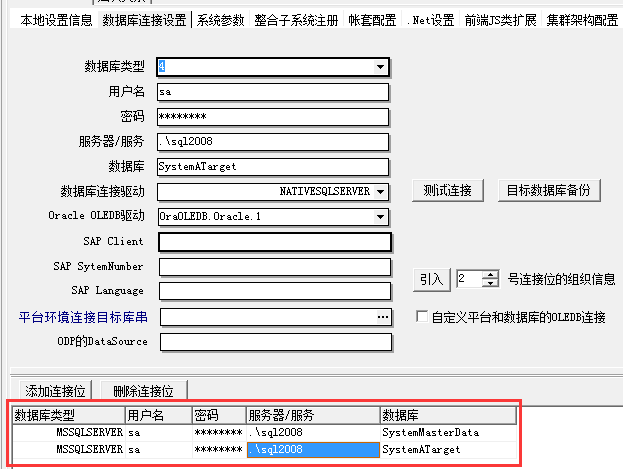 本地设置信息 数据库连接设置 系统参数 整合子系统注册 帐套配置 .Net设置 前端JS类扩展 集群架构配置
数据库类型 4
用户名 sa
密码 ********
服务器/服务 .\sql2008
数据库 SystemATarget
数据库连接驱动 NATIVESQLSERVER 测试连接 目标数据库备份
Oracle OLEDB驱动 OraOLEDB.Oracle.1
SAP Client
SAP SytemNumber 引入 2 号连接位的组织信息
SAP Language
平台环境连接目标库串 ... 自定义平台和数据库的OLEDB连接
ODP的DataSource
添加连接位 删除连接位
数据库类型 用户名 密码 服务器/服务 数据库
MSSQLSERVER sa ******** .\sql2008 SystemMasterData
MSSQLSERVER sa ******** .\sql2008 SystemATarget